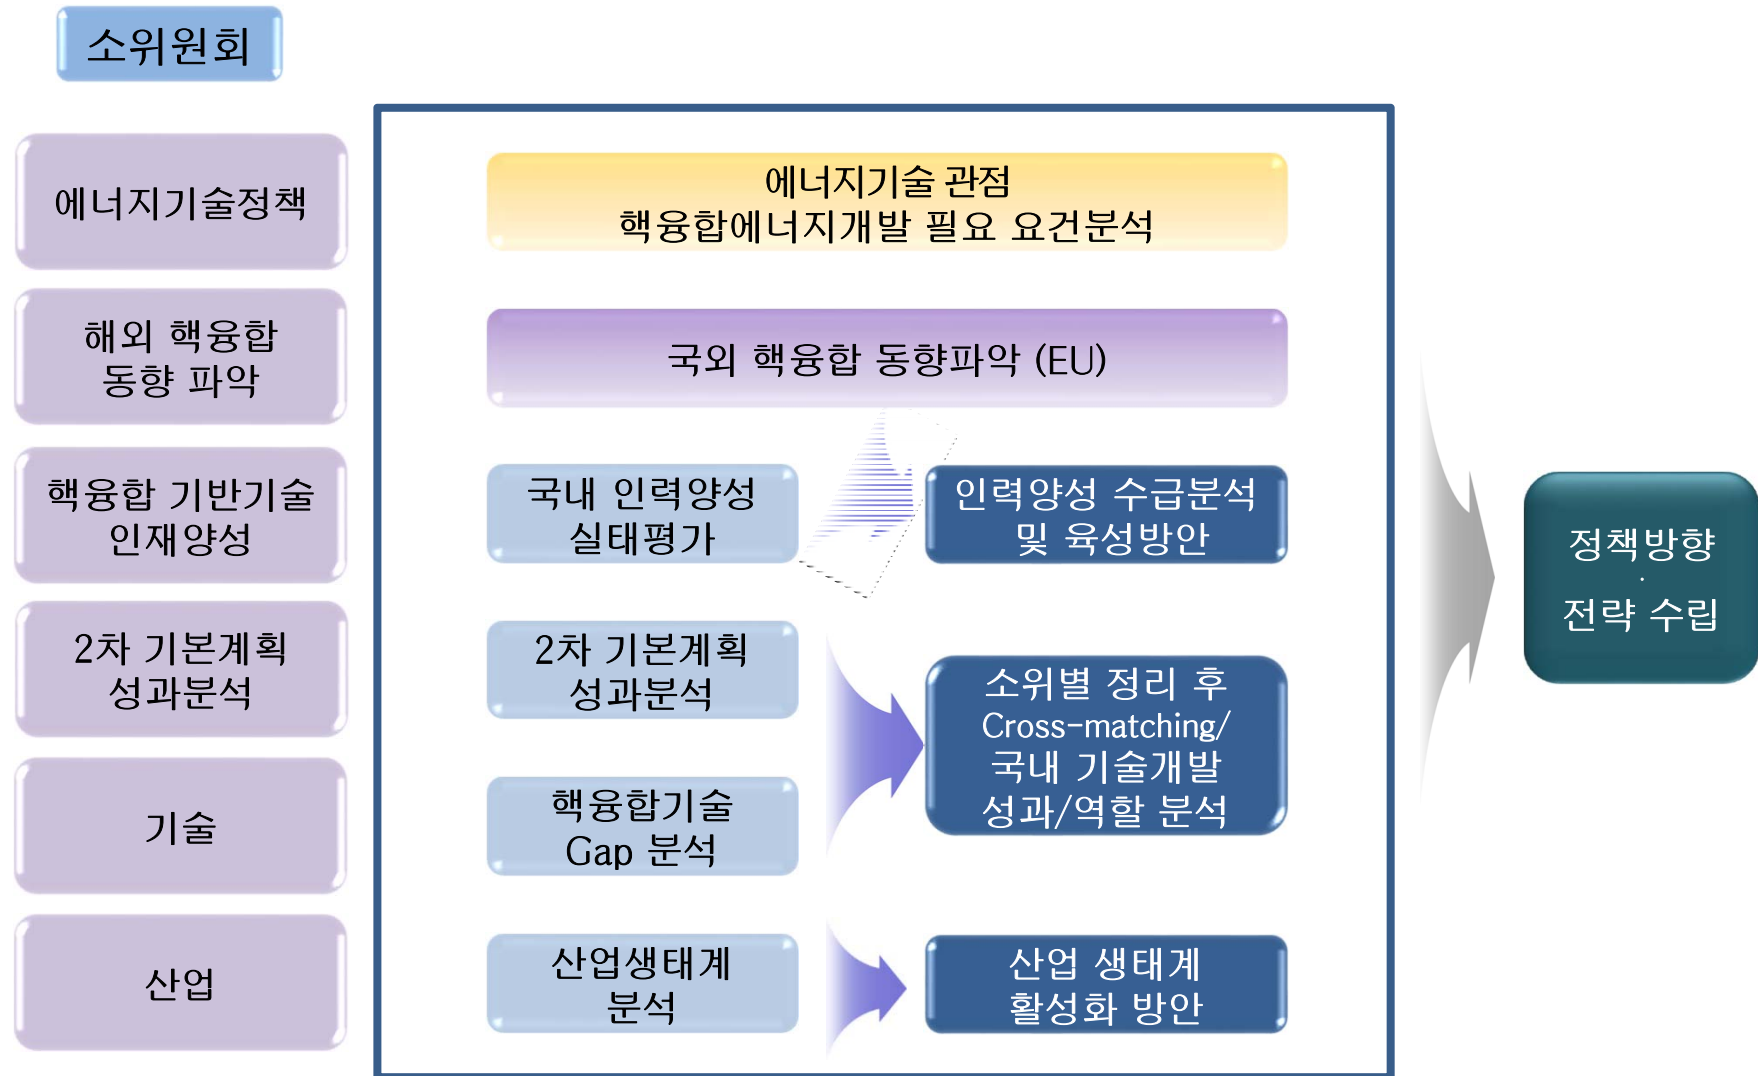 소위원회
에너지기술정책
에너지기술 관점
핵융합에너지개발 필요 요건분석
해외 핵융합
동향 파악
국외 핵융합 동향파악 (EU)
핵융합 기반기술
인재양성
국내 인력양성
실태평가
인력양성 수급분석
및 육성방안
2차 기본계획
성과분석
2차 기본계획
성과분석
소위별 정리 후
Cross-matching/
국내 기술개발
성과/역할 분석
기술
핵융합기술
Gap 분석
산업
산업생태계
분석
산업 생태계
활성화 방안
정책방향
·
전략 수립